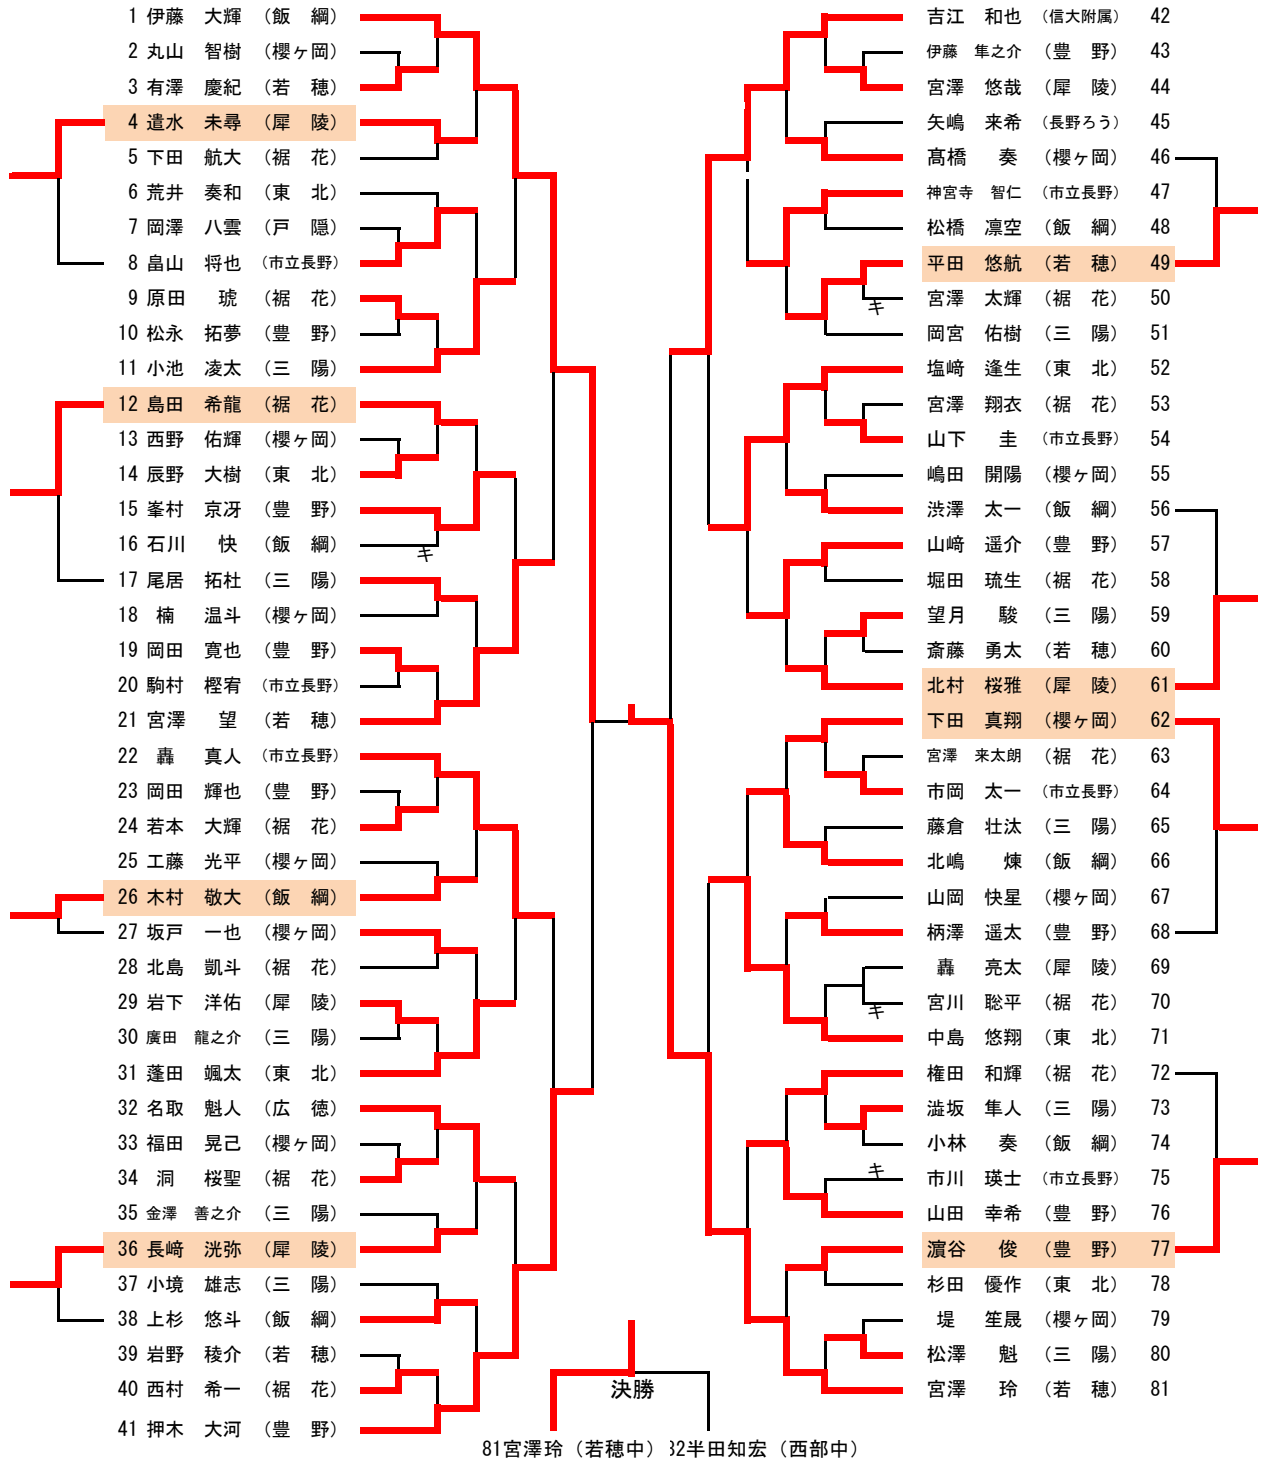 1 伊藤 大輝 （飯 綱）
2 丸山 智樹 （櫻ヶ岡）
3 有澤 慶紀 （若 穂）
4 遣水 未尋 （犀 陵）
5 下田 航大 （裾 花）
6 荒井 奏和 （東 北）
7 岡澤 八雲 （戸 隠）
8 畠山 将也 （市立長野）
9 原田 琥 （裾 花）
10 松永 拓夢 （豊 野）
11 小池 凌太 （三 陽）
12 島田 希龍 （裾 花）
13 西野 佑輝 （櫻ヶ岡）
14 辰野 大樹 （東 北）
15 峯村 京冴 （豊 野）
16 石川 快 （飯 綱）
キ
17 尾居 拓杜 （三 陽）
18 楠 温斗 （櫻ヶ岡）
19 岡田 寛也 （豊 野）
20 駒村 樫宥 （市立長野）
21 宮澤 望 （若 穂）
22 轟 真人 （市立長野）
23 岡田 輝也 （豊 野）
24 若本 大輝 （裾 花）
25 工藤 光平 （櫻ヶ岡）
26 木村 敬大 （飯 綱）
27 坂戸 一也 （櫻ヶ岡）
28 北島 凱斗 （裾 花）
29 岩下 洋佑 （犀 陵）
30 廣田 龍之介 （三 陽）
31 蓬田 颯太 （東 北）
32 名取 魁人 （広 徳）
33 福田 晃己 （櫻ヶ岡）
34 洞 桜聖 （裾 花）
35 金澤 善之介 （三 陽）
36 長﨑 洸弥 （犀 陵）
37 小境 雄志 （三 陽）
38 上杉 悠斗 （飯 綱）
39 岩野 稜介 （若 穂）
40 西村 希一 （裾 花）
41 押木 大河 （豊 野）
吉江 和也 （信大附属） 42
伊藤 隼之介 （豊 野） 43
宮澤 悠哉 （犀 陵） 44
矢嶋 来希 （長野ろう） 45
髙橋 奏 （櫻ヶ岡） 46
神宮寺 智仁 （市立長野） 47
松橋 凛空 （飯 綱） 48
平田 悠航 （若 穂） 49
宮澤 太輝 （裾 花） 50
キ
岡宮 佑樹 （三 陽） 51
塩﨑 逢生 （東 北） 52
宮澤 翔衣 （裾 花） 53
山下 圭 （市立長野） 54
嶋田 開陽 （櫻ヶ岡） 55
渋澤 太一 （飯 綱） 56
山﨑 遥介 （豊 野） 57
堀田 琉生 （裾 花） 58
望月 駿 （三 陽） 59
斎藤 勇太 （若 穂） 60
北村 桜雅 （犀 陵） 61
下田 真翔 （櫻ヶ岡） 62
宮澤 来太朗 （裾 花） 63
市岡 太一 （市立長野） 64
藤倉 壮汰 （三 陽） 65
北嶋 煉 （飯 綱） 66
山岡 快星 （櫻ヶ岡） 67
柄澤 遥太 （豊 野） 68
轟 亮太 （犀 陵） 69
宮川 聡平 （裾 花） 70
キ
中島 悠翔 （東 北） 71
権田 和輝 （裾 花） 72
澁坂 隼人 （三 陽） 73
小林 奏 （飯 綱） 74
キ
市川 瑛士 （市立長野） 75
山田 幸希 （豊 野） 76
濵谷 俊 （豊 野） 77
杉田 優作 （東 北） 78
堤 笙晟 （櫻ヶ岡） 79
松澤 魁 （三 陽） 80
宮澤 玲 （若 穂） 81
決勝
81宮澤玲（若穂中） 32半田知宏（西部中）